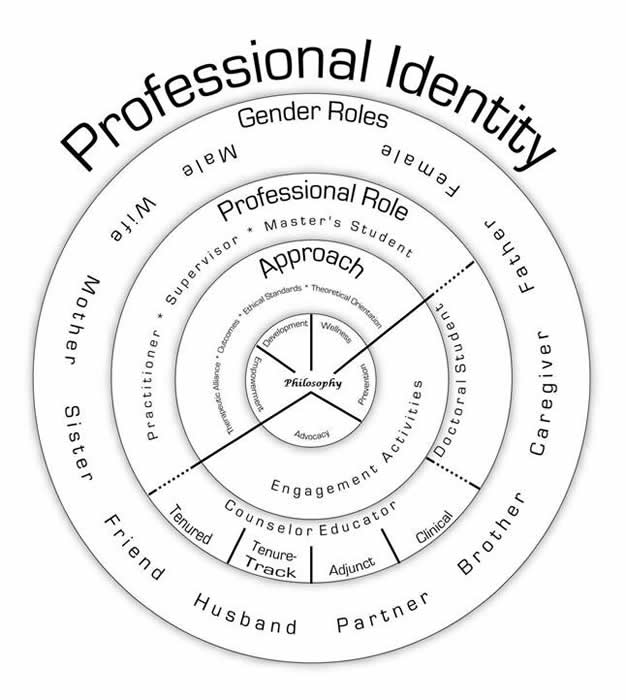 Professional Identity
Gender Roles
Male
Female
Wife
Father
Mother
Caregiver
Sister
Brother
Friend
Husband
Partner
Professional Role
Practitioner * Supervisor * Master's Student
Doctoral Student
Counselor Educator
Tenured
Tenure-
Track
Adjunct
Clinical
Approach
Therapeutic Alliance * Outcomes * Ethical Standards * Theoretical Orientation
Engagement Activities
Development
Wellness
Empowerment
Prevention
Advocacy
Philosophy